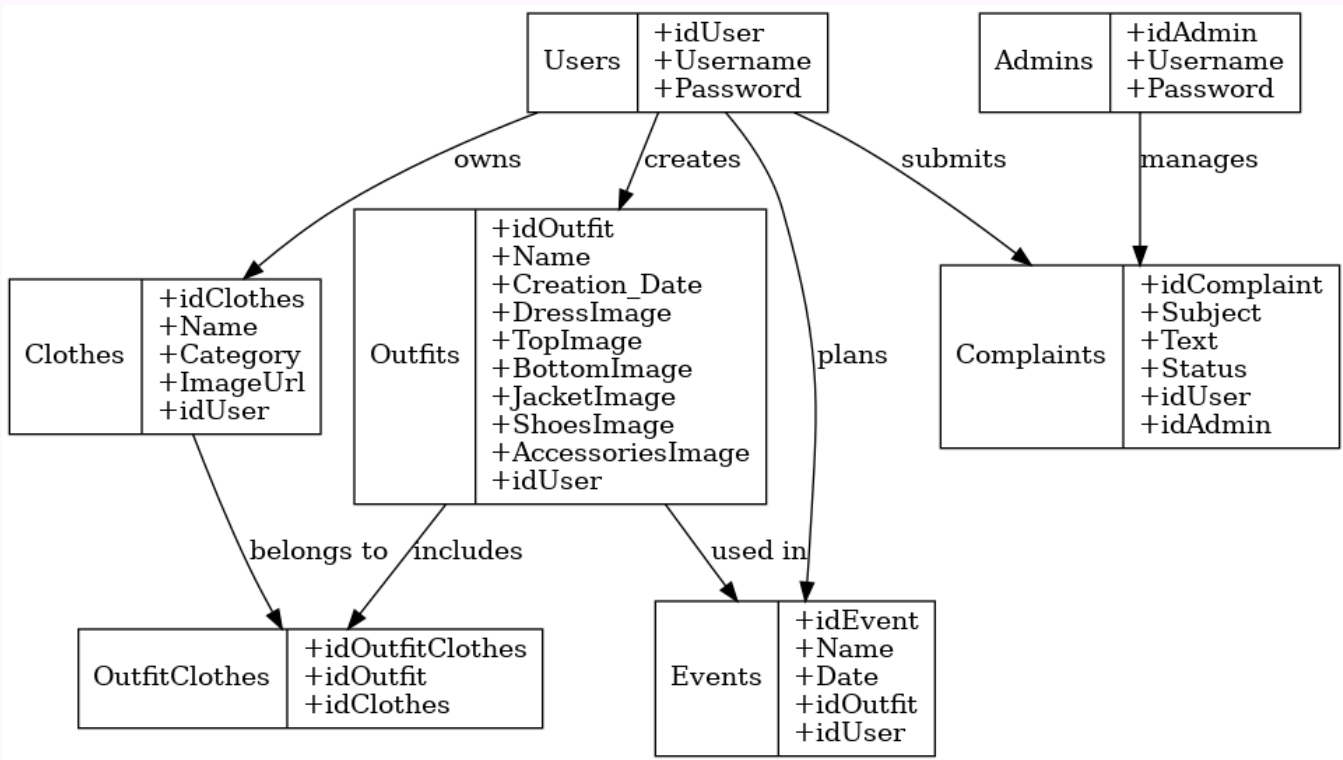 Users
+idUser
+Username
+Password
Admins
+idAdmin
+Username
+Password
owns
creates
submits
manages
Outfits
+idOutfit
+Name
+Creation_Date
+DressImage
+TopImage
+BottomImage
+JacketImage
+ShoesImage
+AccessoriesImage
+idUser
Clothes
+idClothes
+Name
+Category
+ImageUrl
+idUser
plans
Complaints
+idComplaint
+Subject
+Text
+Status
+idUser
+idAdmin
belongs to
includes
used in
OutfitClothes
+idOutfitClothes
+idOutfit
+idClothes
Events
+idEvent
+Name
+Date
+idOutfit
+idUser